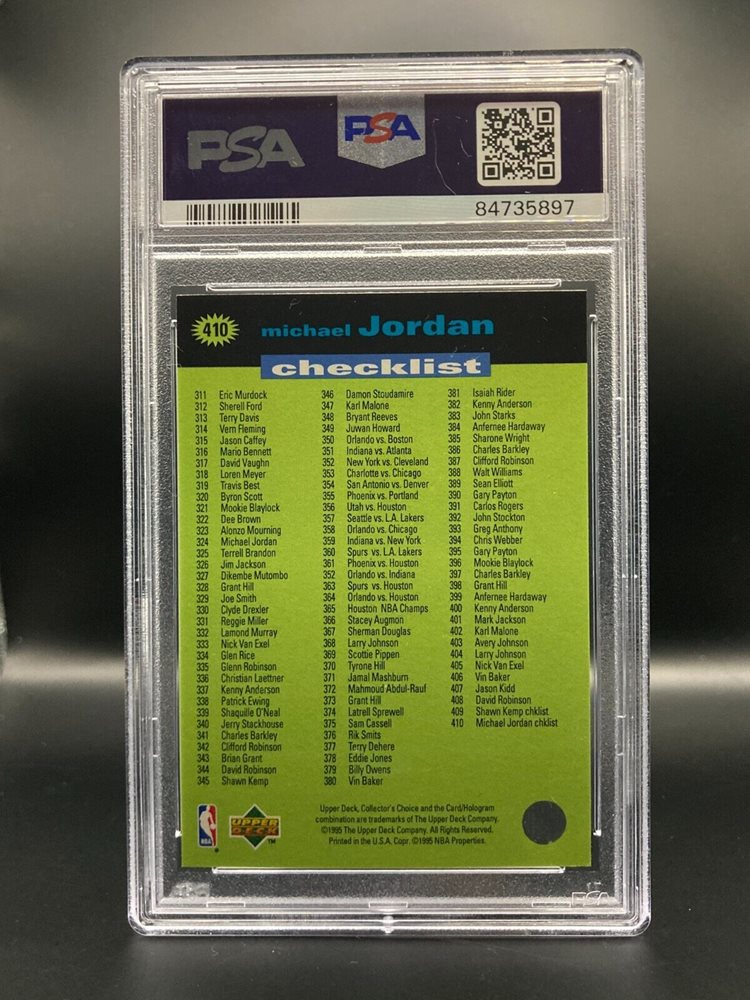 PSA
PSA
84735897
410
michael Jordan
checklist
311 Eric Murdock
312 Sherell Ford
313 Terry Davis
314 Vern Fleming
315 Jason Caffey
316 Mario Bennett
317 David Vaughn
318 Loren Meyer
319 Travis Best
320 Byron Scott
321 Mookie Blaylock
322 Dee Brown
323 Alonzo Mourning
324 Michael Jordan
325 Terrell Brandon
326 Jim Jackson
327 Dikembe Mutombo
328 Grant Hill
329 Joe Smith
330 Clyde Drexler
331 Reggie Miller
332 Lamond Murray
333 Nick Van Exel
334 Glen Rice
335 Glenn Robinson
336 Christian Laettner
337 Kenny Anderson
338 Patrick Ewing
339 Shaquille O'Neal
340 Jerry Stackhouse
341 Charles Barkley
342 Clifford Robinson
343 Brian Grant
344 David Robinson
345 Shawn Kemp
346 Damon Stoudamire
347 Karl Malone
348 Bryant Reeves
349 Juwan Howard
350 Orlando vs. Boston
351 Indiana vs. Atlanta
352 New York vs. Cleveland
353 Charlotte vs. Chicago
354 San Antonio vs. Denver
355 Phoenix vs. Portland
356 Utah vs. Houston
357 Seattle vs. L.A. Lakers
358 Orlando vs. Chicago
359 Indiana vs. New York
360 Spurs vs. L.A. Lakers
361 Phoenix vs. Houston
352 Orlando vs. Indiana
363 Spurs vs. Houston
364 Orlando vs. Houston
365 Houston NBA Champs
366 Stacey Augmon
367 Sherman Douglas
368 Larry Johnson
369 Scottie Pippen
370 Tyrone Hill
371 Jamal Mashburn
372 Mahmoud Abdul-Rauf
373 Grant Hill
374 Latrell Sprewell
375 Sam Cassell
376 Rik Smits
377 Terry Dehere
378 Eddie Jones
379 Billy Owens
380 Vin Baker
381 Isaiah Rider
382 Kenny Anderson
383 John Starks
384 Anfernee Hardaway
385 Sharone Wright
386 Charles Barkley
387 Clifford Robinson
388 Walt Williams
389 Sean Elliott
390 Gary Payton
391 Carlos Rogers
392 John Stockton
393 Greg Anthony
394 Chris Webber
395 Gary Payton
396 Mookie Blaylock
397 Charles Barkley
398 Grant Hill
399 Anfernee Hardaway
400 Kenny Anderson
401 Mark Jackson
402 Karl Malone
403 Avery Johnson
404 Larry Johnson
405 Nick Van Exel
406 Vin Baker
407 Jason Kidd
408 David Robinson
409 Shawn Kemp chklist
410 Michael Jordan chklist
NBA
UPPER
DECK
TM
Upper Deck, Collector's Choice and the Card/Hologram
combination are trademarks of The Upper Deck Company.
©1995 The Upper Deck Company. All Rights Reserved.
Printed in the U.S.A. Copr. ©1995 NBA Properties.
PSA